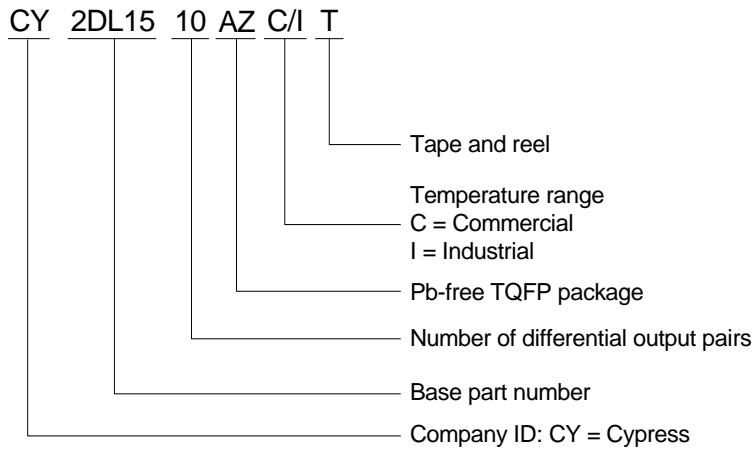 CY 2DL15 10 AZ C/I T
Tape and reel
Temperature range
C = Commercial
I = Industrial
Pb-free TQFP package
Number of differential output pairs
Base part number
Company ID: CY = Cypress